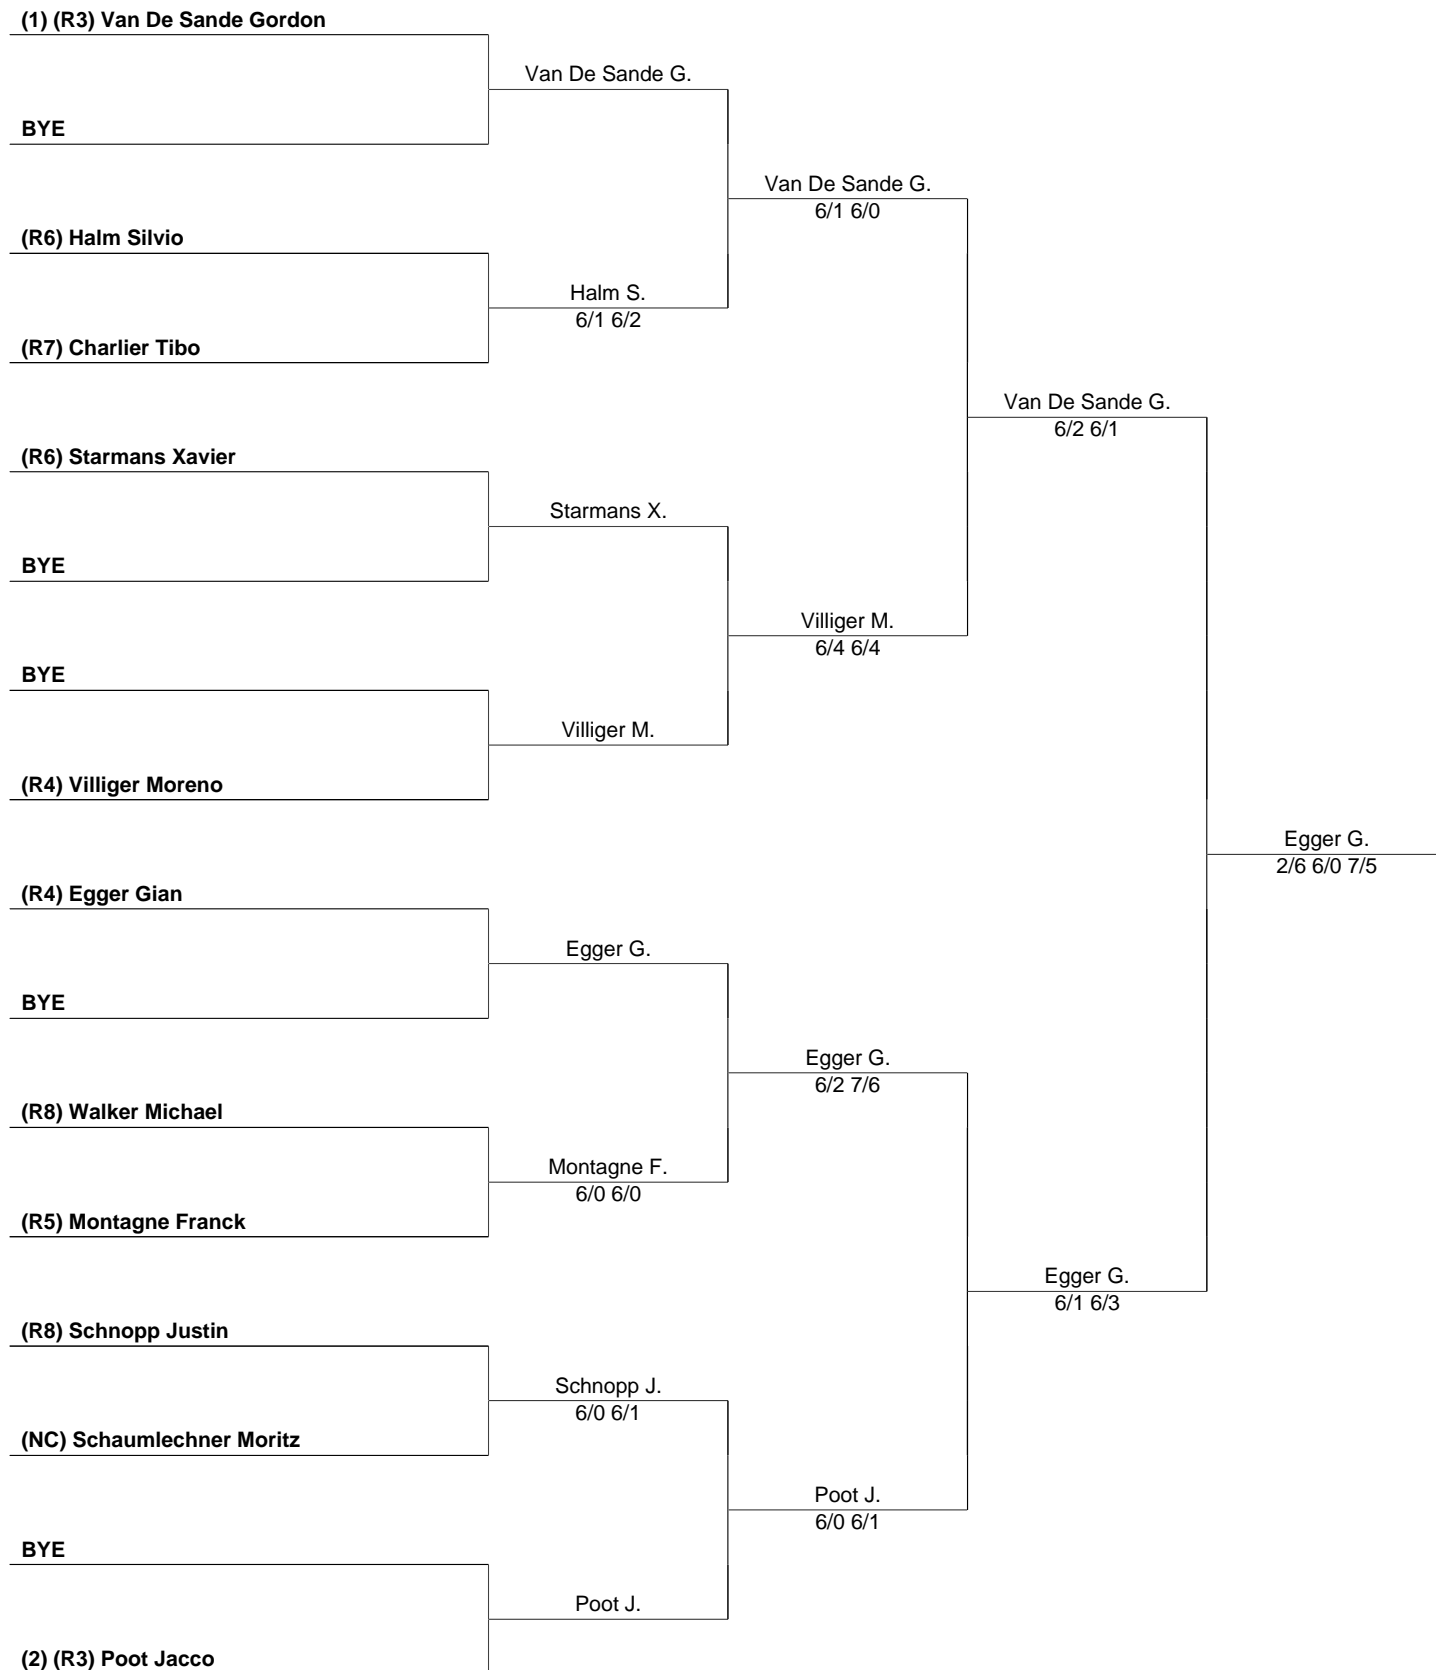 (1) (R3) Van De Sande Gordon
Van De Sande G.
BYE
Van De Sande G.
6/1 6/0
(R6) Halm Silvio
Halm S.
6/1 6/2
(R7) Charlier Tibo
Van De Sande G.
6/2 6/1
(R6) Starmans Xavier
Starmans X.
BYE
Villiger M.
6/4 6/4
BYE
Villiger M.
(R4) Villiger Moreno
Egger G.
2/6 6/0 7/5
(R4) Egger Gian
Egger G.
BYE
Egger G.
6/2 7/6
(R8) Walker Michael
Montagne F.
6/0 6/0
(R5) Montagne Franck
Egger G.
6/1 6/3
(R8) Schnopp Justin
Schnopp J.
6/0 6/1
(NC) Schaumlechner Moritz
Poot J.
6/0 6/1
BYE
Poot J.
(2) (R3) Poot Jacco